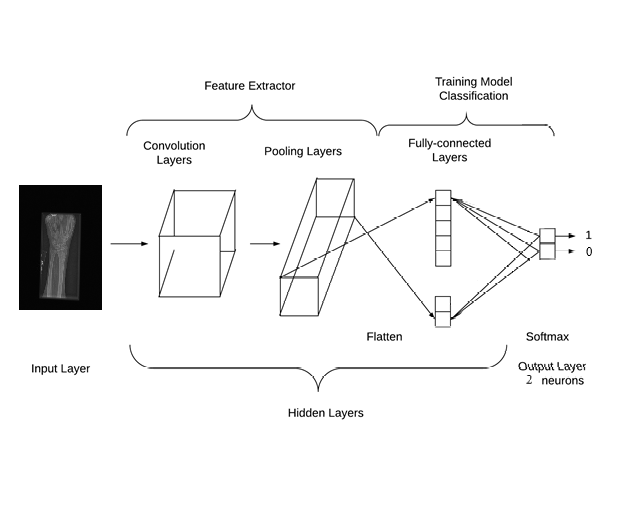 Feature Extractor
Training Model
Classification
Convolution
Layers
Pooling Layers
Fully-connected
Layers
1
0
Flatten
Softmax
Input Layer
Output Layer
2 neurons
Hidden Layers